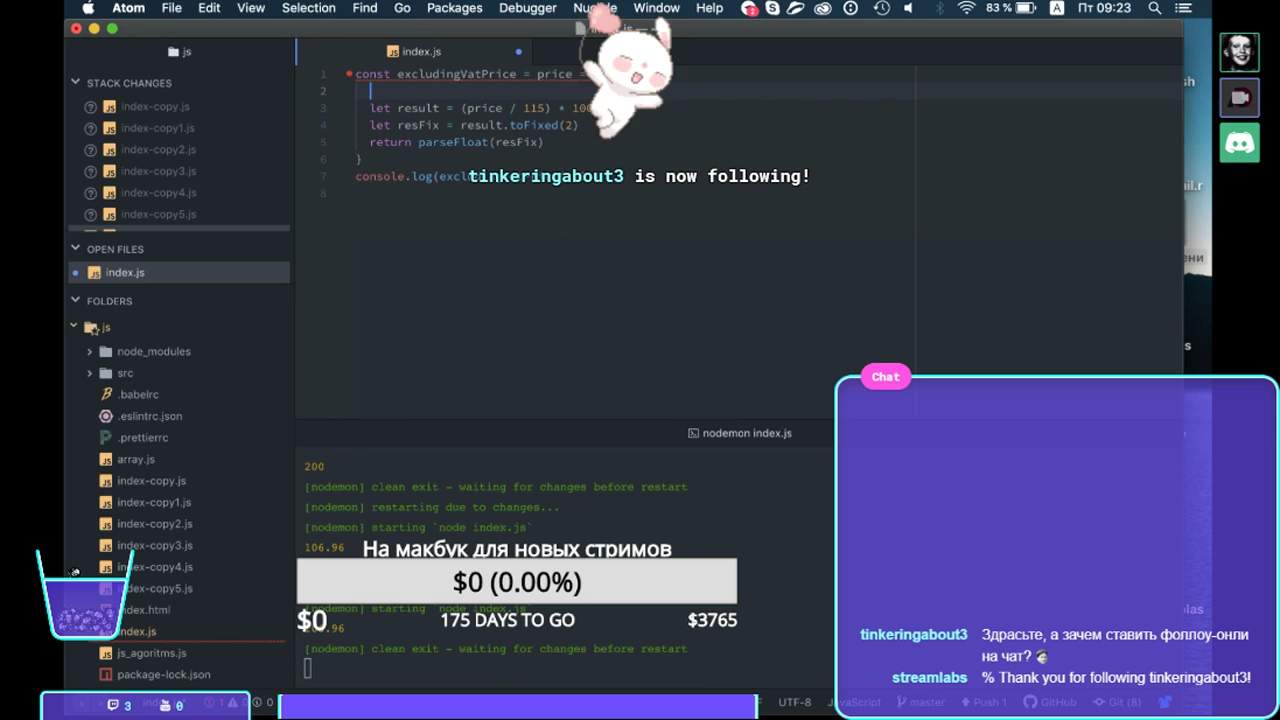 Atom File Edit View Selection Find Go Packages Debugger Window Help 2 83 % A Пт 09:23
js
index.js
STACK CHANGES
index-copy.js
index-copy1.js
index-copy2.js
index-copy3.js
index-copy4.js
index-copy5.js
OPEN FILES
index.js
FOLDERS
js
node_modules
src
.babelrc
.eslintrc.json
.prettierrc
array.js
index-copy.js
index-copy1.js
index-copy2.js
index-copy3.js
index-copy4.js
index.html
index.js
js_agoritms.js
package-lock.json
1 const excludingVatPrice = price =
2
3 let result = (price / 115) * 100
4 let resFix = result.toFixed(2)
5 return parseFloat(resFix)
6 }
7 console.log(
8
tinkeringabout3 is now following!
nodemon index.js
200
[nodemon] clean exit - waiting for changes before restart
[nodemon] restarting due to changes...
[nodemon] starting `node index.js`
106.96
На макбук для новых стримов
$0 (0.00%)
[nodemon] starting `node index.js`
$0 175 DAYS TO GO $3765
[nodemon] clean exit - waiting for changes before restart
Chat
tinkeringabout3 Здрасьте, а зачем ставить фоллоу-онли
на чат?
streamlabs % Thank you for following tinkeringabout3!
3 0
UTF-8 JavaScript master Push 1 GitHub Git (8)